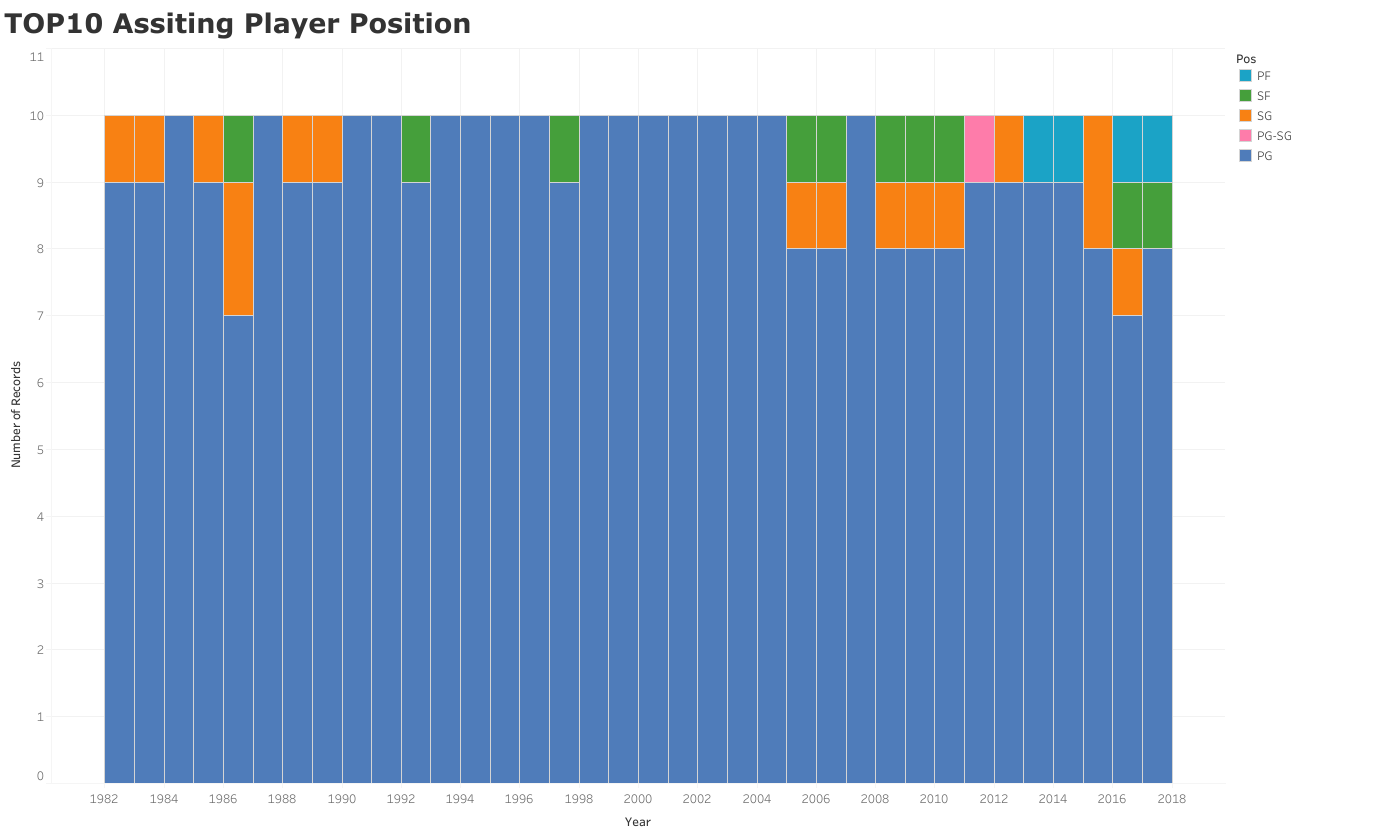 TOP10 Assiting Player Position
Pos
PF
SF
SG
PG-SG
PG
Number of Records
11
10
9
8
7
6
5
4
3
2
1
0
1982 1984 1986 1988 1990 1992 1994 1996 1998 2000 2002 2004 2006 2008 2010 2012 2014 2016 2018
Year